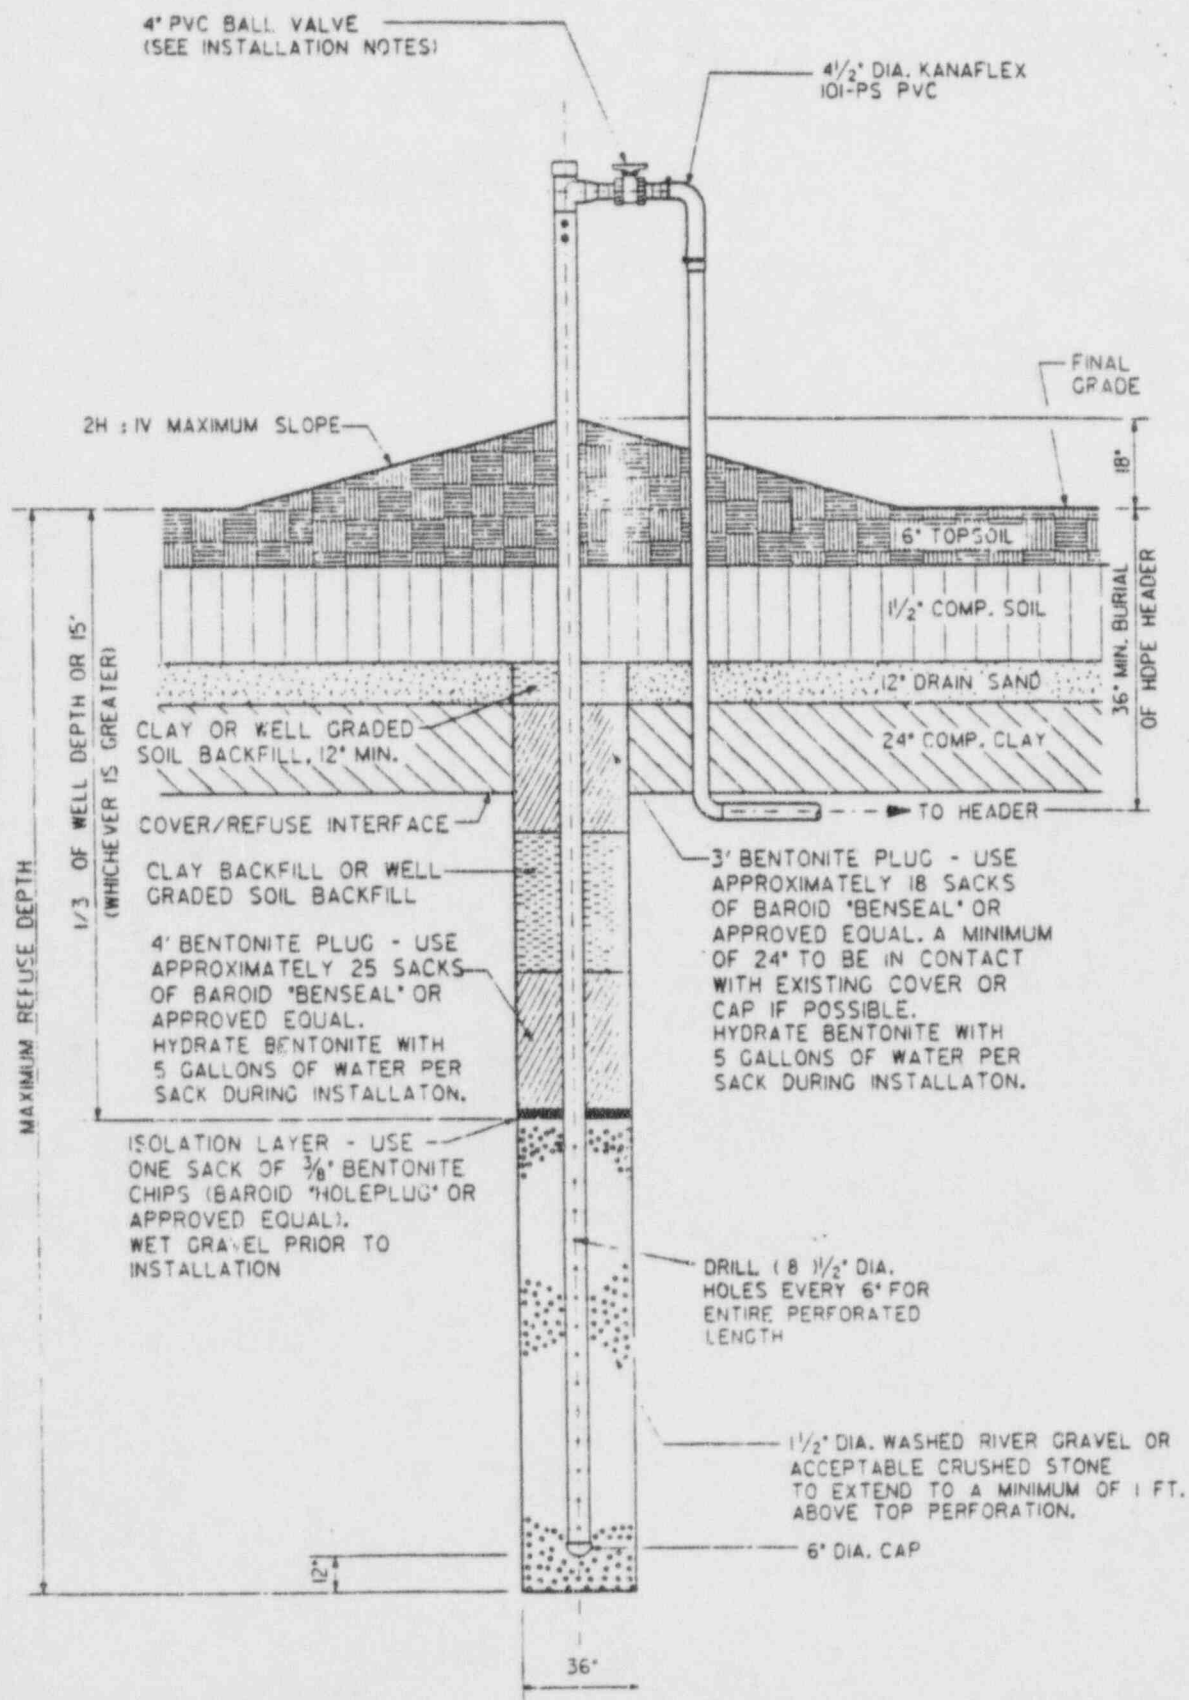 4" PVC BALL VALVE
(SEE INSTALLATION NOTES)
4 1/2" DIA. KANAFLEX
101-PS PVC
FINAL
GRADE
2H : 1V MAXIMUM SLOPE
18"
6" TOPSOIL
1 1/2" COMP. SOIL
12" DRAIN SAND
24" COMP. CLAY
36" MIN. BURIAL
OF HDPE HEADER
MAXIMUM REFUSE DEPTH
1/3 OF WELL DEPTH OR 15'
(WHICHEVER IS GREATER)
CLAY OR WELL GRADED
SOIL BACKFILL, 12" MIN.
COVER/REFUSE INTERFACE
TO HEADER
CLAY BACKFILL OR WELL
GRADED SOIL BACKFILL
3' BENTONITE PLUG - USE
APPROXIMATELY 18 SACKS
OF BAROID "BENSEAL" OR
APPROVED EQUAL. A MINIMUM
OF 24" TO BE IN CONTACT
WITH EXISTING COVER OR
CAP IF POSSIBLE.
HYDRATE BENTONITE WITH
5 GALLONS OF WATER PER
SACK DURING INSTALLATON.
4' BENTONITE PLUG - USE
APPROXIMATELY 25 SACKS
OF BAROID "BENSEAL" OR
APPROVED EQUAL.
HYDRATE BENTONITE WITH
5 GALLONS OF WATER PER
SACK DURING INSTALLATON.
ISOLATION LAYER - USE
ONE SACK OF 3/8" BENTONITE
CHIPS (BAROID "HOLEPLUG" OR
APPROVED EQUAL).
WET GRAVEL PRIOR TO
INSTALLATION
DRILL ( 8 ) 1/2" DIA.
HOLES EVERY 6" FOR
ENTIRE PERFORATED
LENGTH
1 1/2" DIA. WASHED RIVER GRAVEL OR
ACCEPTABLE CRUSHED STONE
TO EXTEND TO A MINIMUM OF 1 FT.
ABOVE TOP PERFORATION.
6" DIA. CAP
12"
36"